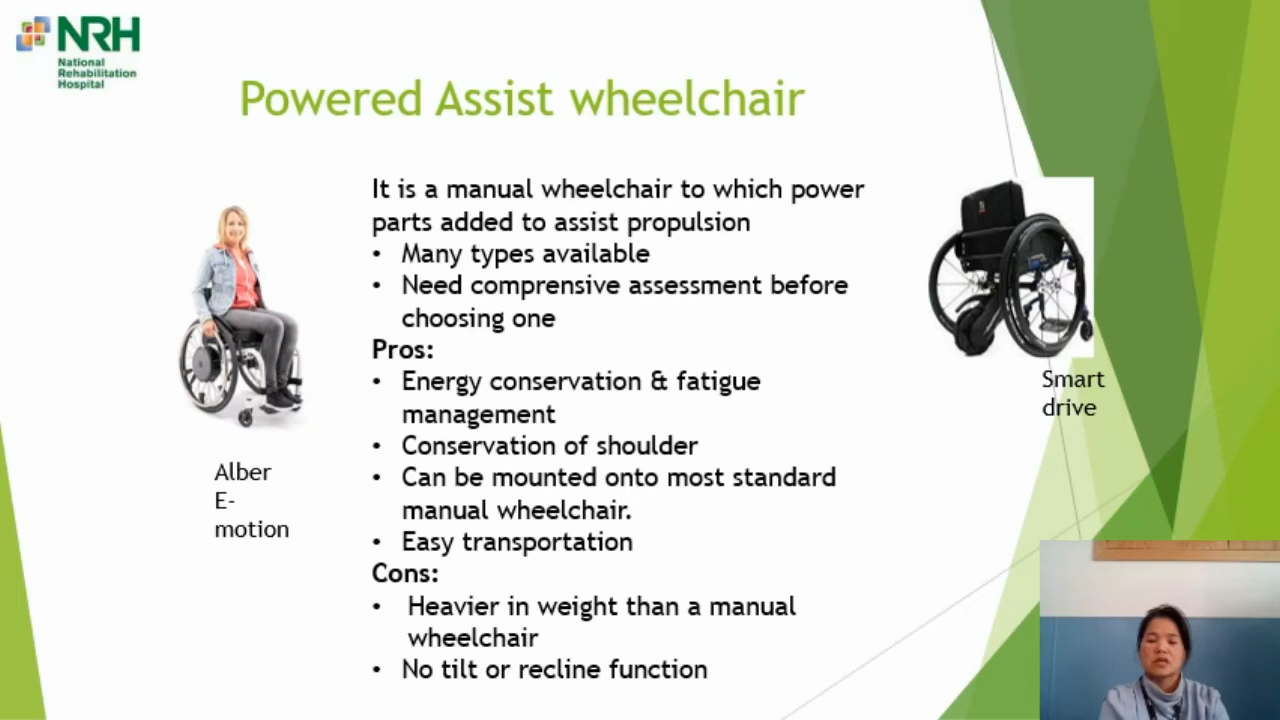 NRH
National
Rehabilitation
Hospital
Powered Assist wheelchair
It is a manual wheelchair to which power
parts added to assist propulsion
• Many types available
• Need comprensive assessment before
choosing one
Pros:
• Energy conservation & fatigue
management
• Conservation of shoulder
• Can be mounted onto most standard
manual wheelchair.
• Easy transportation
Cons:
• Heavier in weight than a manual
wheelchair
• No tilt or recline function
Alber
E-
motion
Smart
drive